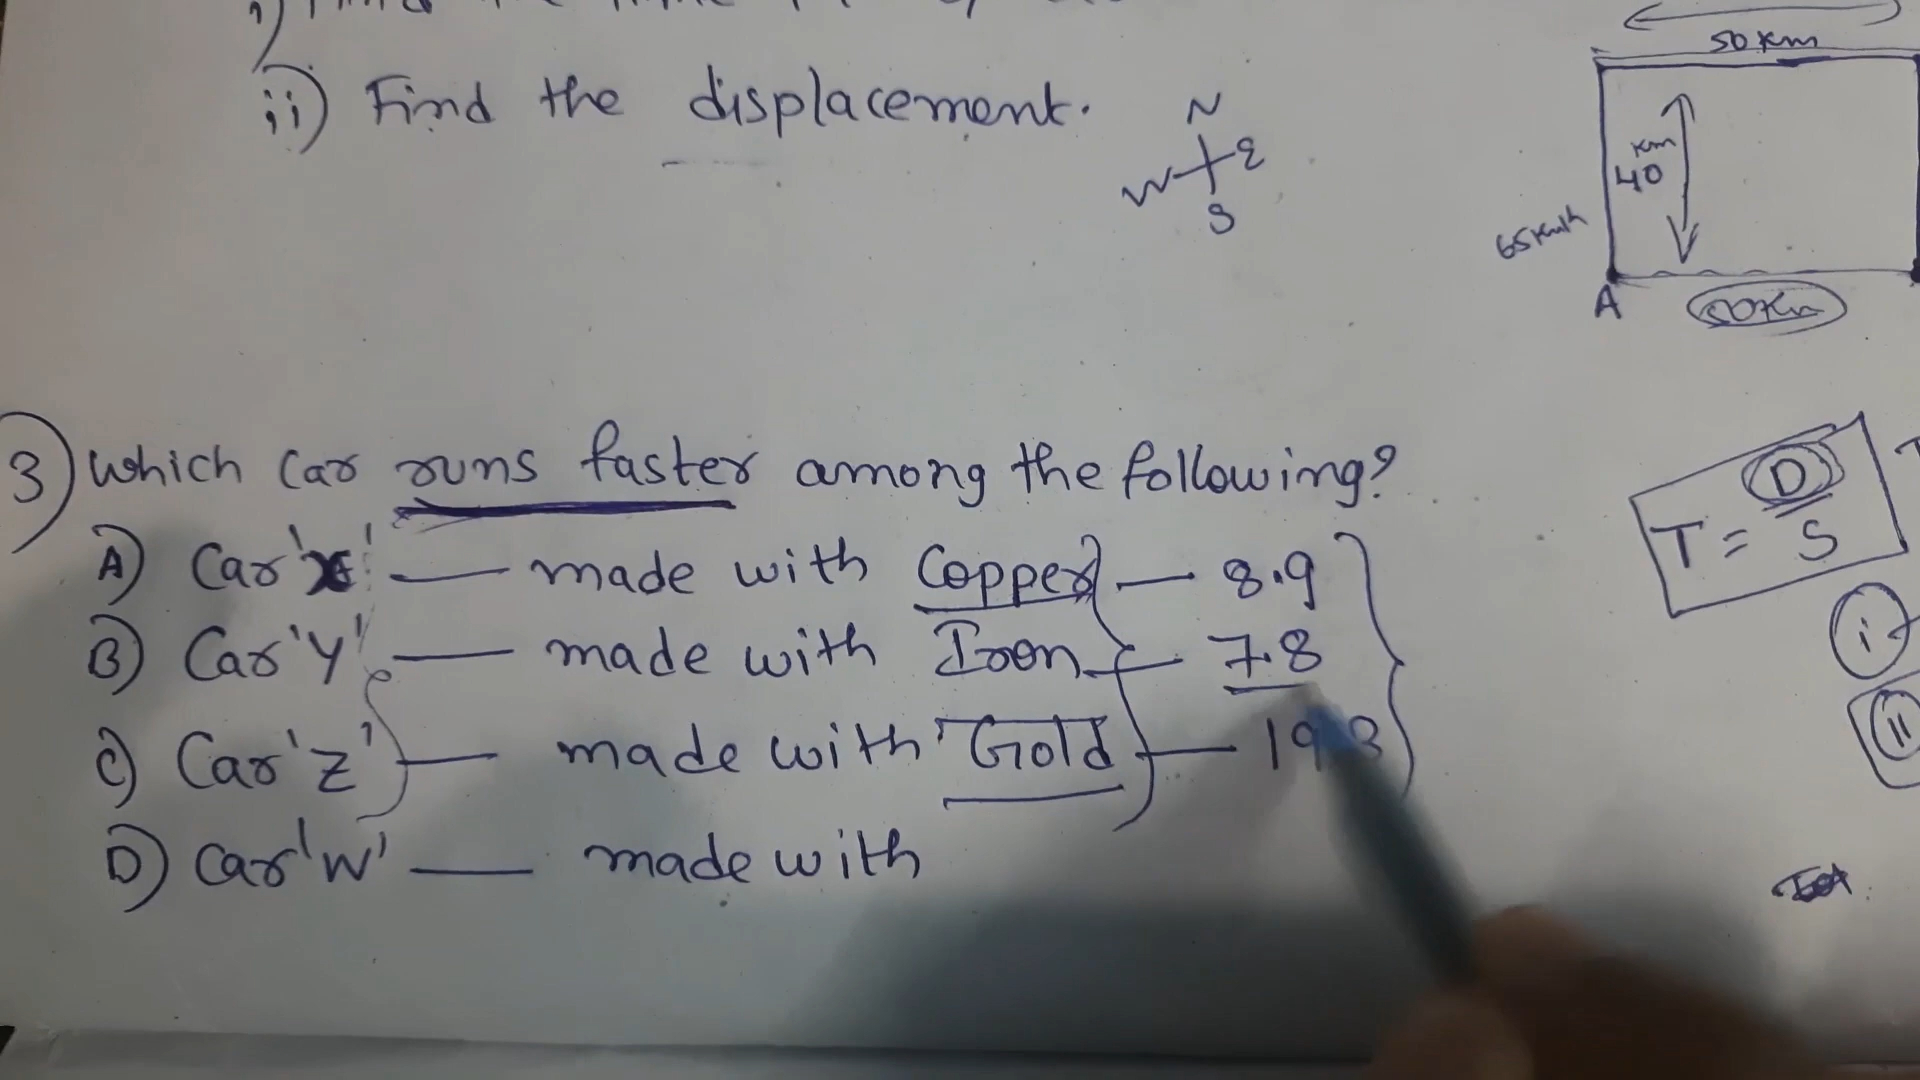 ii) Find the displacement.
N
W E
S
50 km
40 km
65 km/h
A
50 Km
3) Which Car runs faster among the following?
A) Car 'X' — made with Copper — 8.9
B) Car 'Y' — made with Iron — 7.8
C) Car 'Z' — made with Gold — 19.3
D) Car 'W' — made with
T = D
S
i
ii